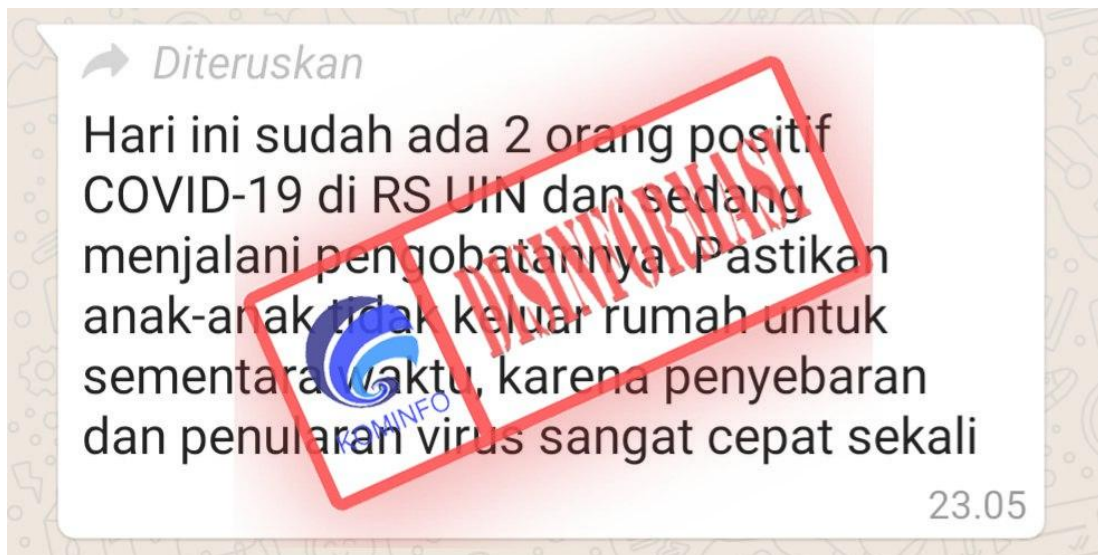 Diteruskan
Hari ini sudah ada 2 orang positif
COVID-19 di RS UIN dan sedang
menjalani pengobatannya. Pastikan
anak-anak tidak keluar rumah untuk
sementara waktu, karena penyebaran
dan penularan virus sangat cepat sekali
23.05
DISINFORMASI
KOMINFO